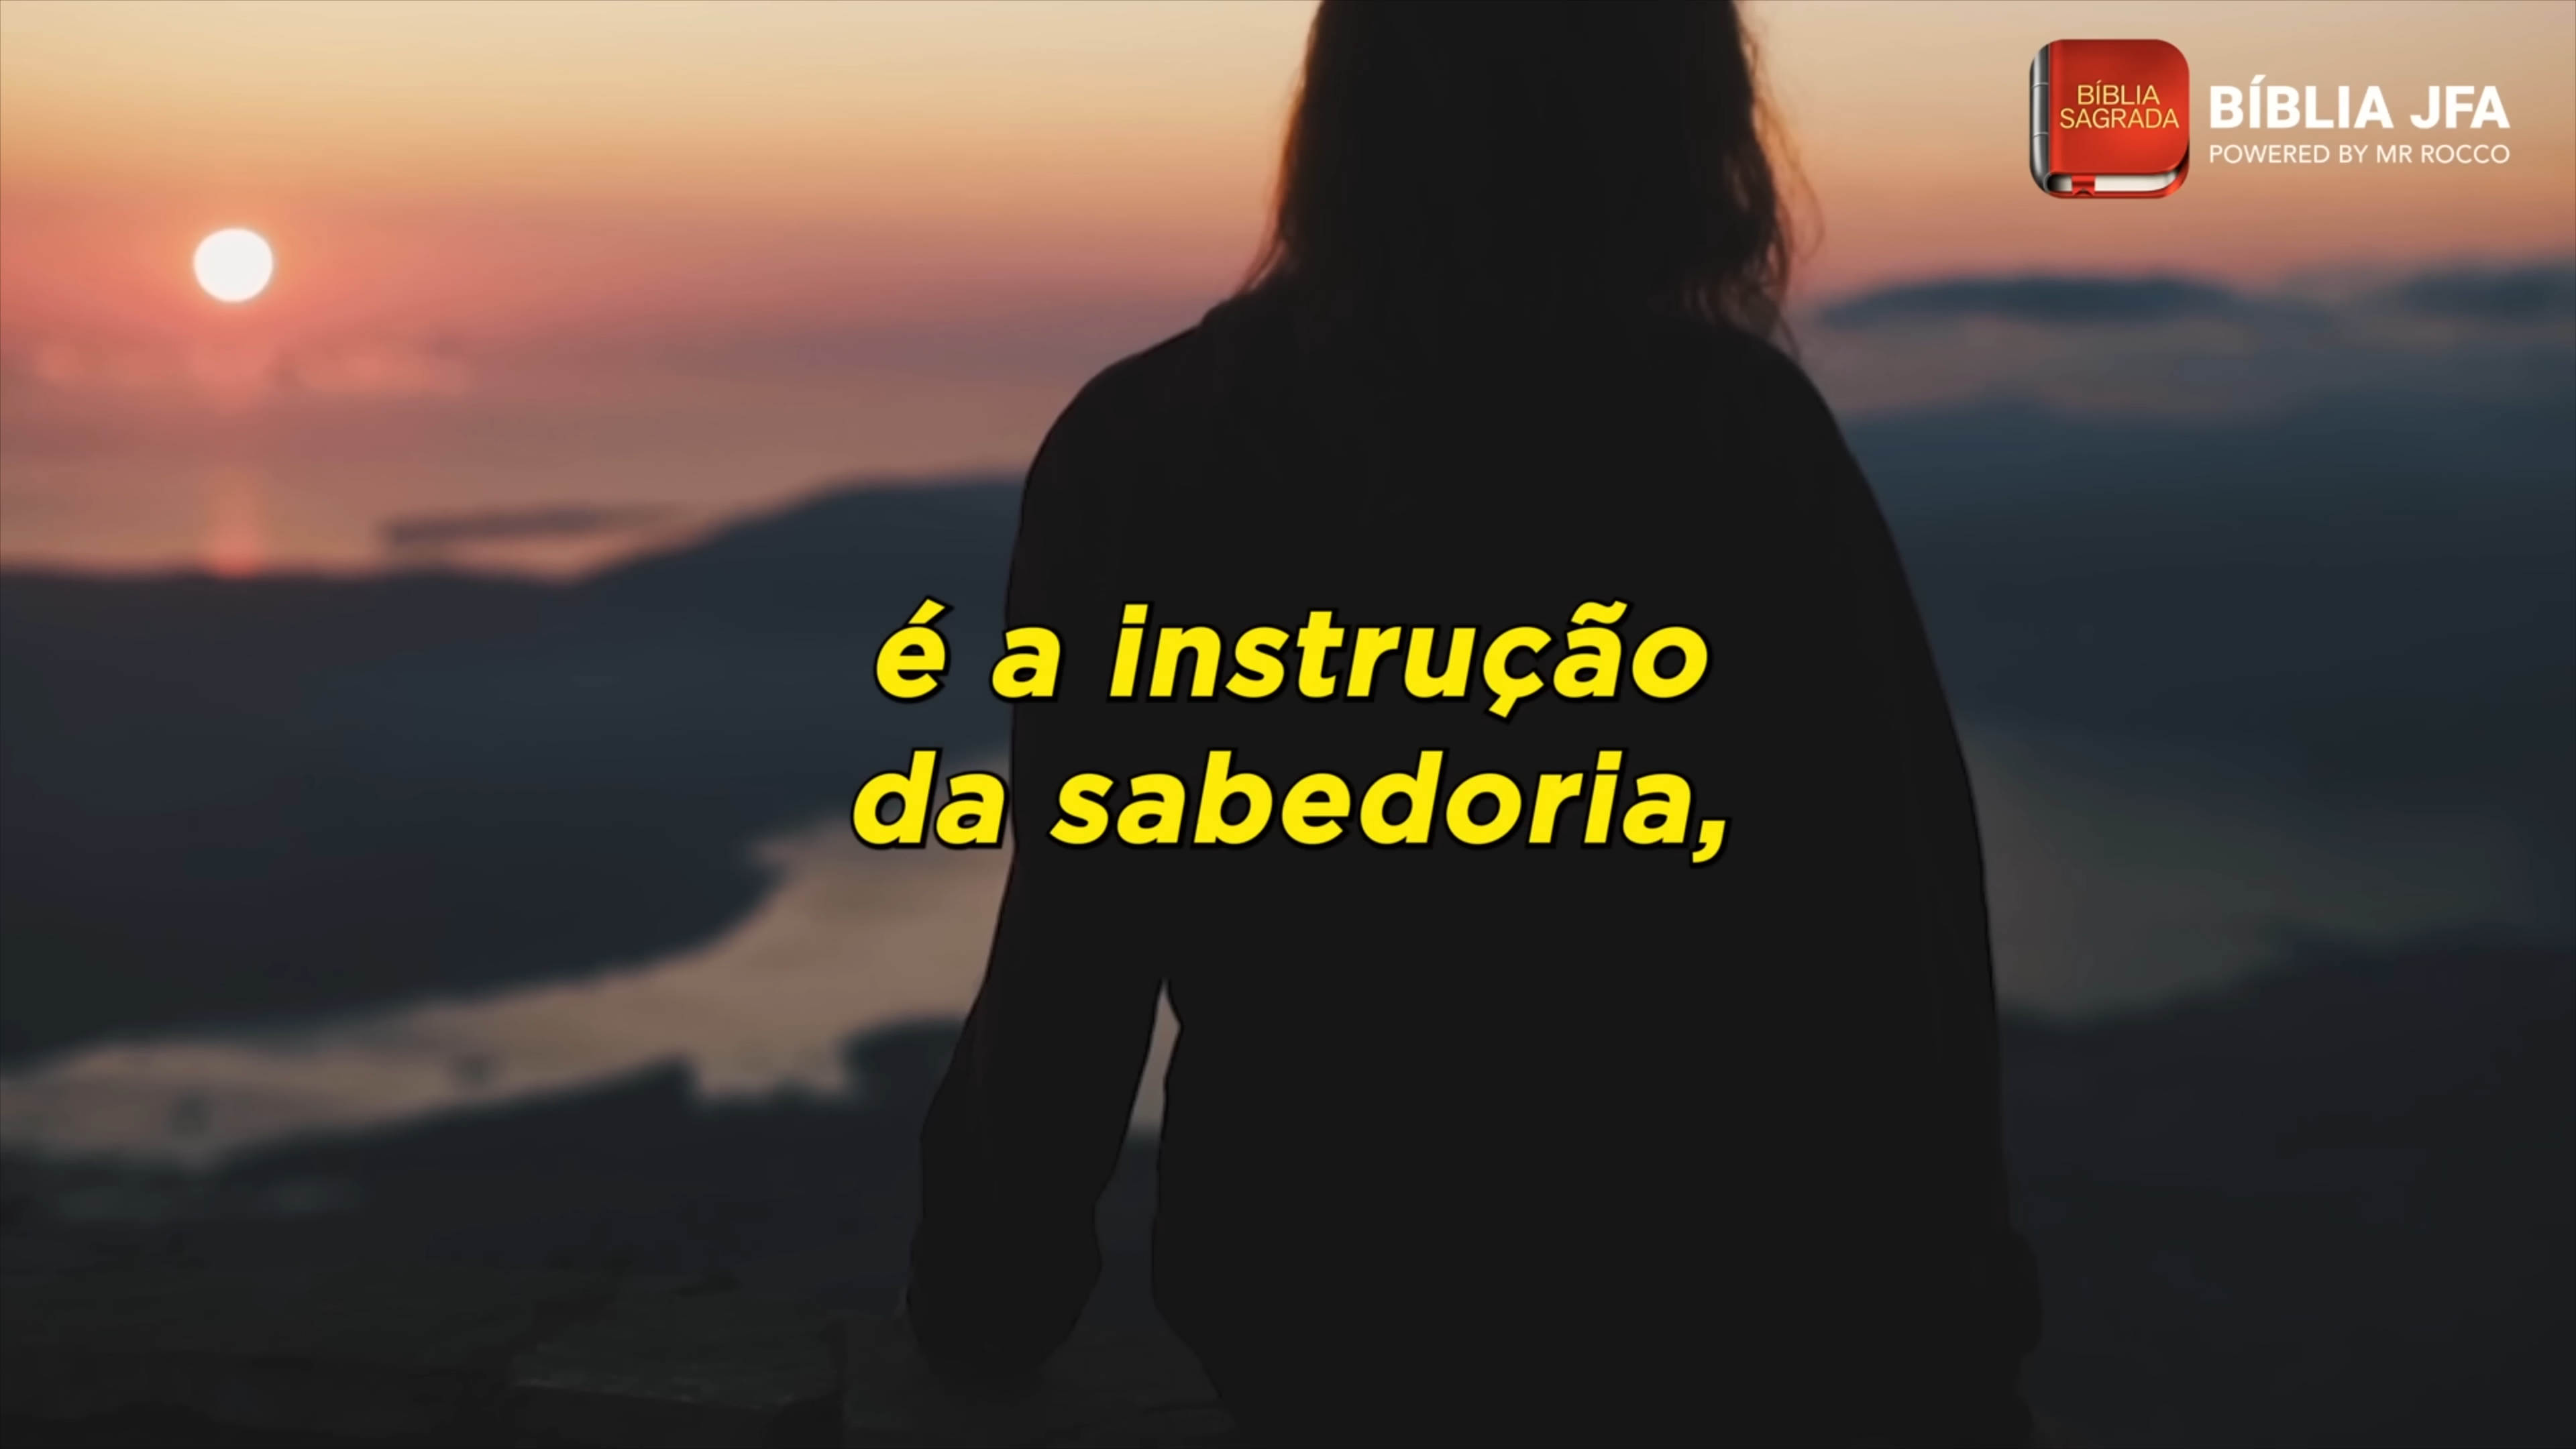 BÍBLIA
SAGRADA
BÍBLIA JFA
POWERED BY MR ROCCO
é a instrução
da sabedoria,